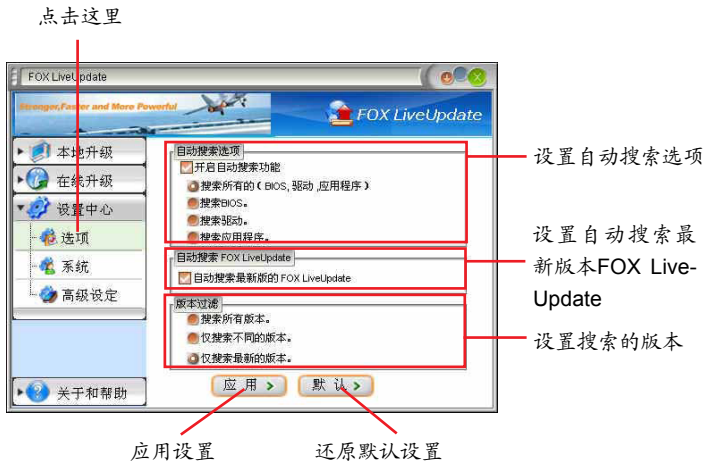 点击这里
FOX LiveUpdate
Stronger,Faster and More Powerful
FOX LiveUpdate
本地升级
在线升级
设置中心
选项
系统
高级设定
关于和帮助
自动搜索选项
开启自动搜索功能
搜索所有的（BIOS,驱动,应用程序）
搜索BIOS。
搜索驱动。
搜索应用程序。
自动搜索 FOX LiveUpdate
自动搜索最新版的 FOX LiveUpdate
版本过滤
搜索所有版本。
仅搜索不同的版本。
仅搜索最新的版本。
应 用
默 认
设置自动搜索选项
设置自动搜索最
新版本FOX Live-
Update
设置搜索的版本
应用设置
还原默认设置